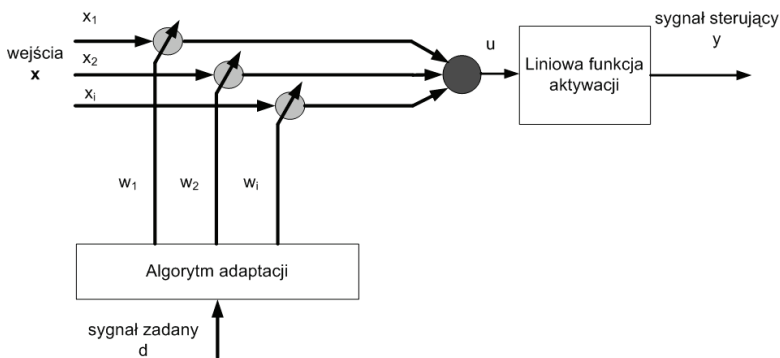 x1
wejścia
x
x2
xi
u
Liniowa funkcja
aktywacji
sygnał sterujący
y
w1
w2
wi
Algorytm adaptacji
sygnał zadany
d